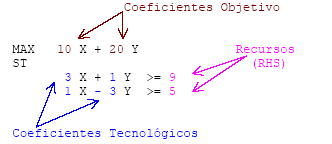 Coeficientes Objetivo
MAX 10 X + 20 Y
Recursos
ST
(RHS)
3 X + 1 Y >= 9
1 X - 3 Y >= 5
Coeficientes Tecnológicos